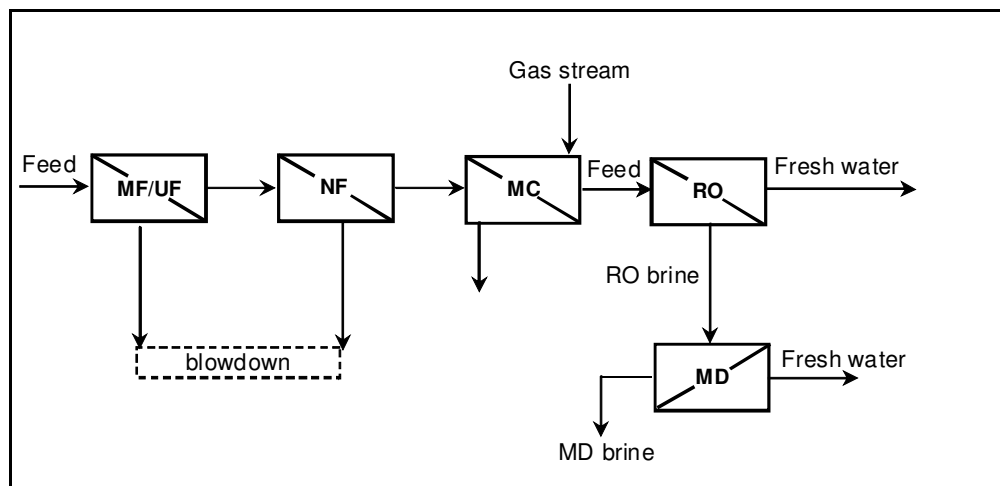 Gas stream
Feed
MF/UF
NF
MC
Feed
RO
Fresh water
RO brine
blowdown
MD
Fresh water
MD brine